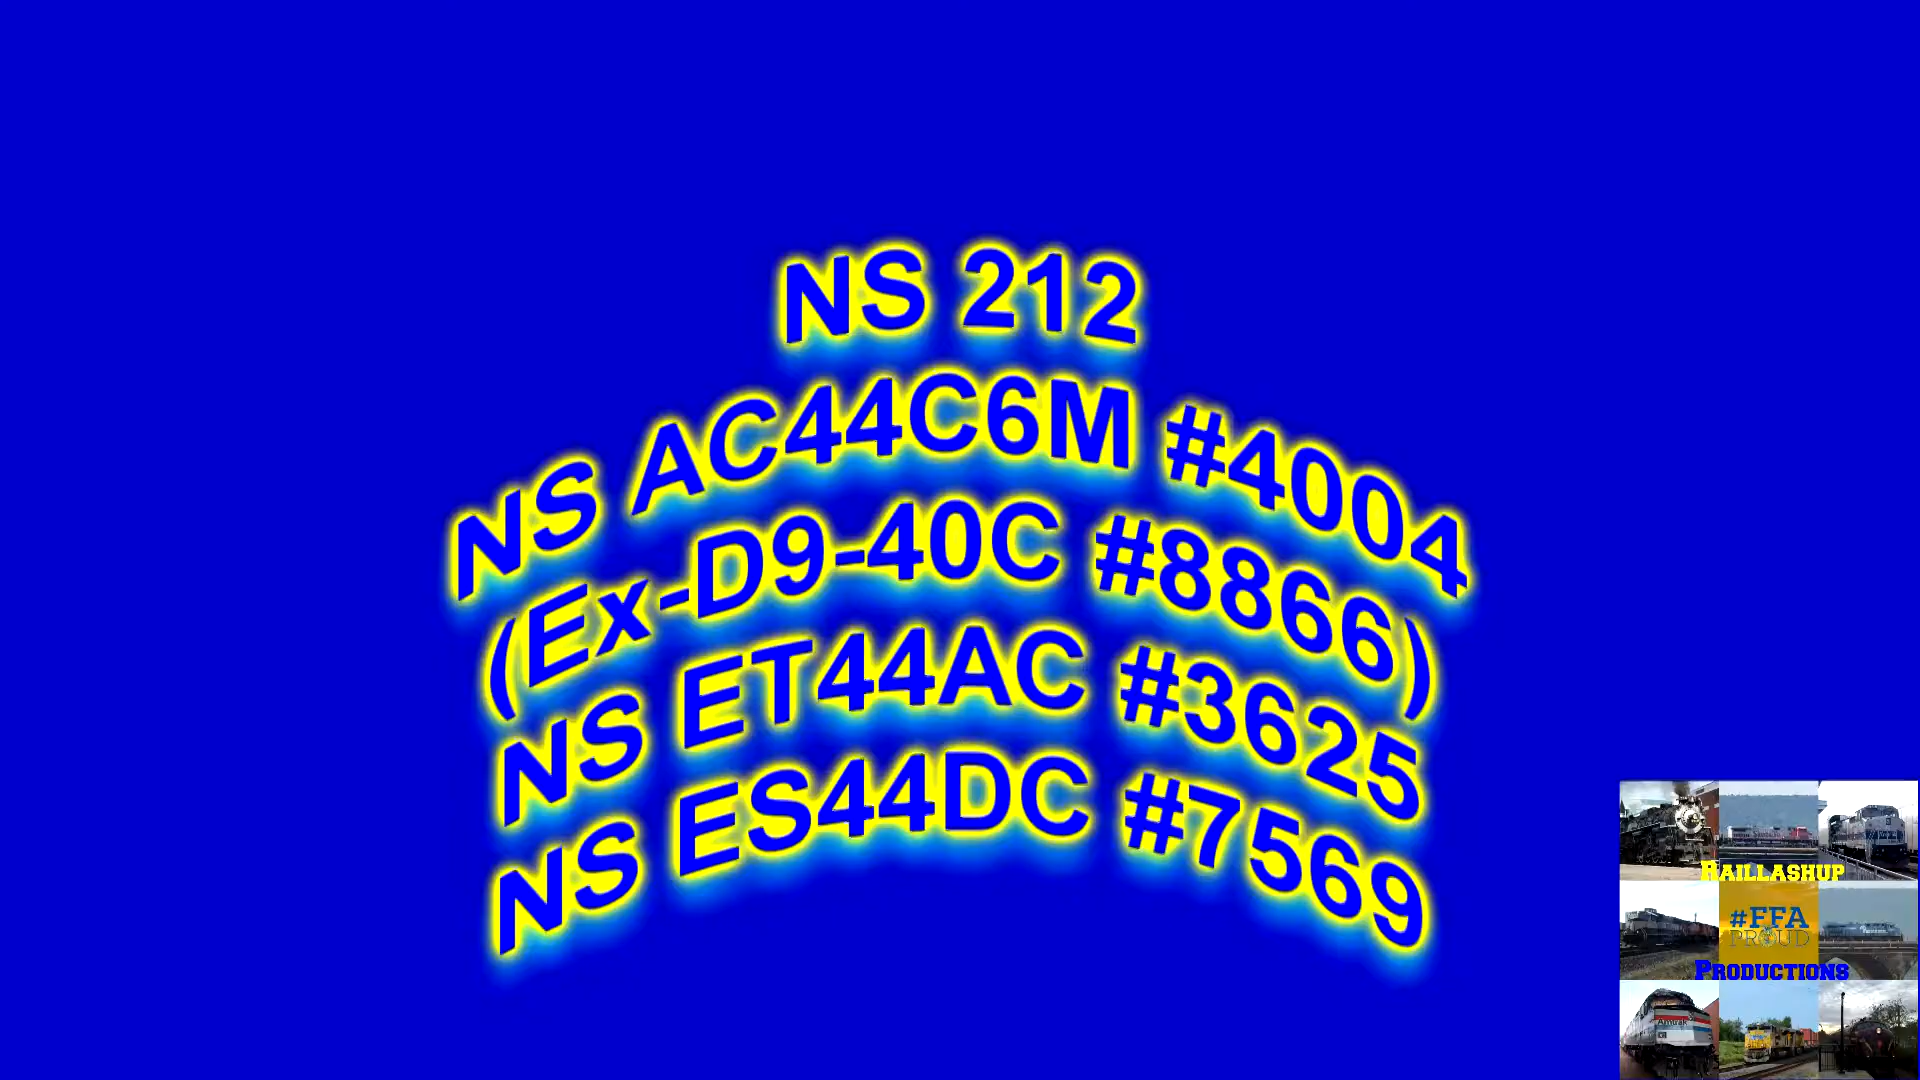 NS 212
NS AC44C6M #4004
(Ex-D9-40C #8866)
NS ET44AC #3625
NS ES44DC #7569
RAILLASHUP
#FFA
PROUD
PRODUCTIONS
Amtrak